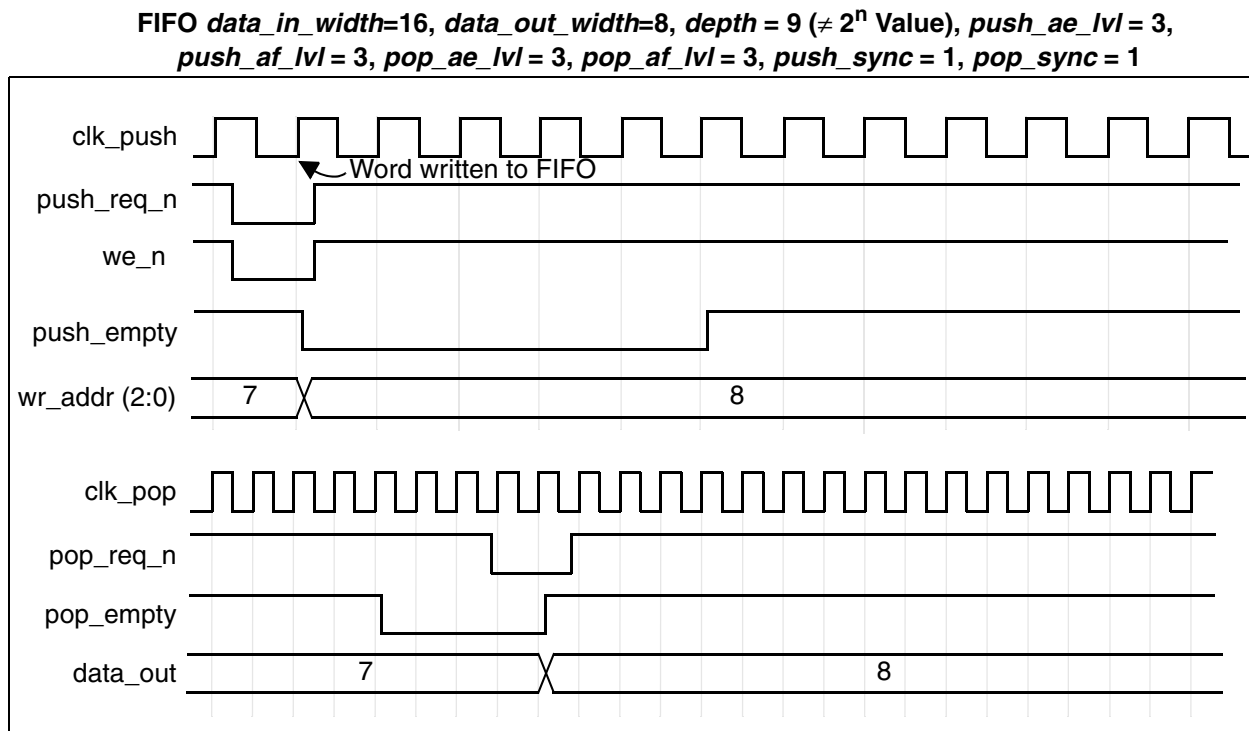 FIFO data_in_width=16, data_out_width=8, depth = 9 (≠ 2ⁿ Value), push_ae_lvl = 3,
push_af_lvl = 3, pop_ae_lvl = 3, pop_af_lvl = 3, push_sync = 1, pop_sync = 1
clk_push
Word written to FIFO
push_req_n
we_n
push_empty
wr_addr (2:0)
7
8
clk_pop
pop_req_n
pop_empty
data_out
7
8